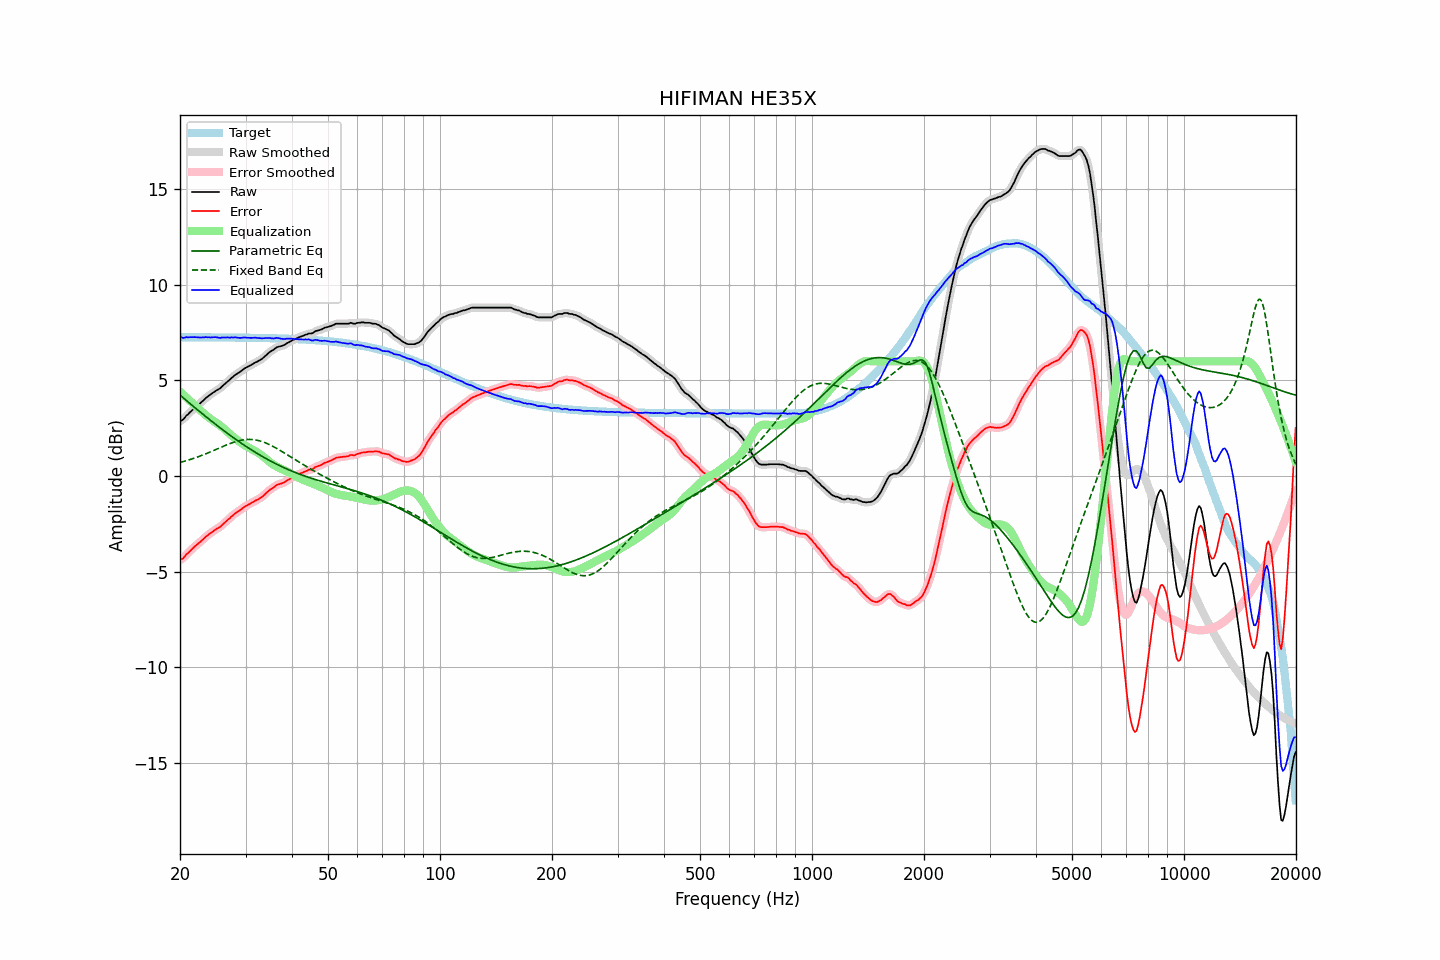 HIFIMAN HE35X
Target
Raw Smoothed
Error Smoothed
Raw
Error
Equalization
Parametric Eq
Fixed Band Eq
Equalized
Amplitude (dBr)
15
10
5
0
−5
−10
−15
20
50
100
200
500
1000
2000
5000
10000
20000
Frequency (Hz)